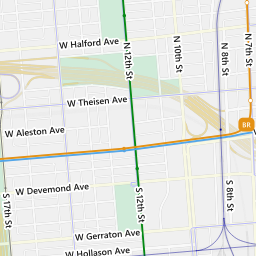 W Halford Ave
N 12th St
N 10th St
N 8th St
N 7th St
W Theisen Ave
W Aleston Ave
BR
W Devemond Ave
S 17th St
S 12th St
S 8th St
W Gerraton Ave
W Hollason Ave